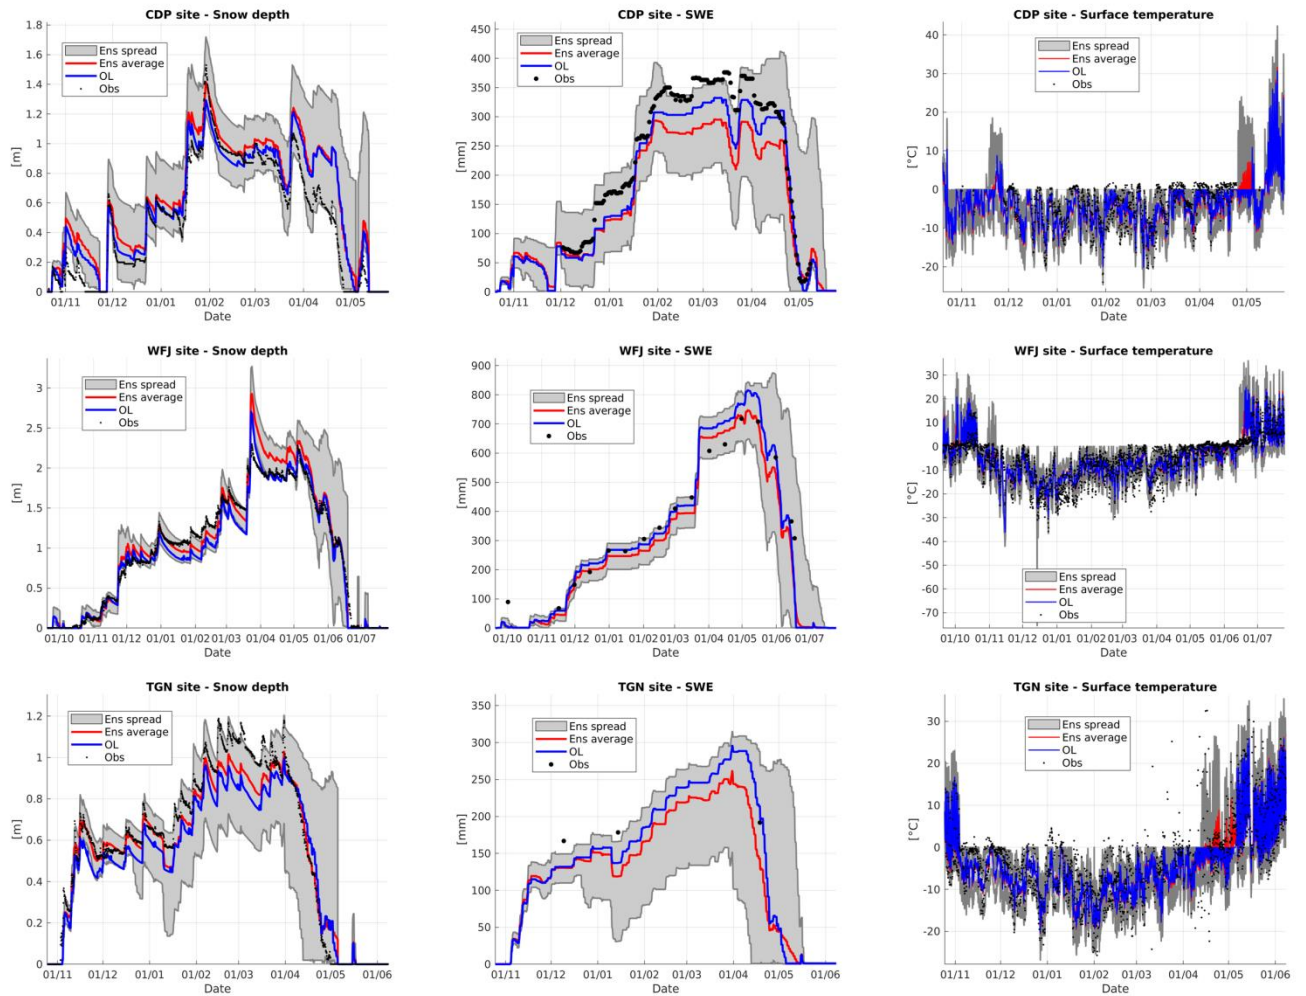 CDP site - Snow depth
CDP site - SWE
CDP site - Surface temperature
1.8
1.6
1.4
1.2
1
0.8
0.6
0.4
0.2
0
[m]
Ens spread
Ens average
OL
Obs
01/11 01/12 01/01 01/02 01/03 01/04 01/05
Date
450
400
350
300
250
200
150
100
50
0
[mm]
Ens spread
Ens average
OL
Obs
01/11 01/12 01/01 01/02 01/03 01/04 01/05
Date
40
30
20
10
0
-10
-20
[°C]
Ens spread
Ens average
OL
Obs
01/11 01/12 01/01 01/02 01/03 01/04 01/05
Date
WFJ site - Snow depth
WFJ site - SWE
WFJ site - Surface temperature
3
2.5
2
1.5
1
0.5
0
[m]
Ens spread
Ens average
OL
Obs
01/10 01/11 01/12 01/01 01/02 01/03 01/04 01/05 01/06 01/07
Date
900
800
700
600
500
400
300
200
100
0
[mm]
Ens spread
Ens average
OL
Obs
01/10 01/11 01/12 01/01 01/02 01/03 01/04 01/05 01/06 01/07
Date
30
20
10
0
-10
-20
-30
-40
-50
-60
-70
[°C]
Ens spread
Ens average
OL
Obs
01/10 01/11 01/12 01/01 01/02 01/03 01/04 01/05 01/06 01/07
Date
TGN site - Snow depth
TGN site - SWE
TGN site - Surface temperature
1.2
1
0.8
0.6
0.4
0.2
0
[m]
Ens spread
Ens average
OL
Obs
01/11 01/12 01/01 01/02 01/03 01/04 01/05 01/06
Date
350
300
250
200
150
100
50
0
[mm]
Ens spread
Ens average
OL
Obs
01/11 01/12 01/01 01/02 01/03 01/04 01/05 01/06
Date
30
20
10
0
-10
-20
[°C]
Ens spread
Ens average
OL
Obs
01/11 01/12 01/01 01/02 01/03 01/04 01/05 01/06
Date